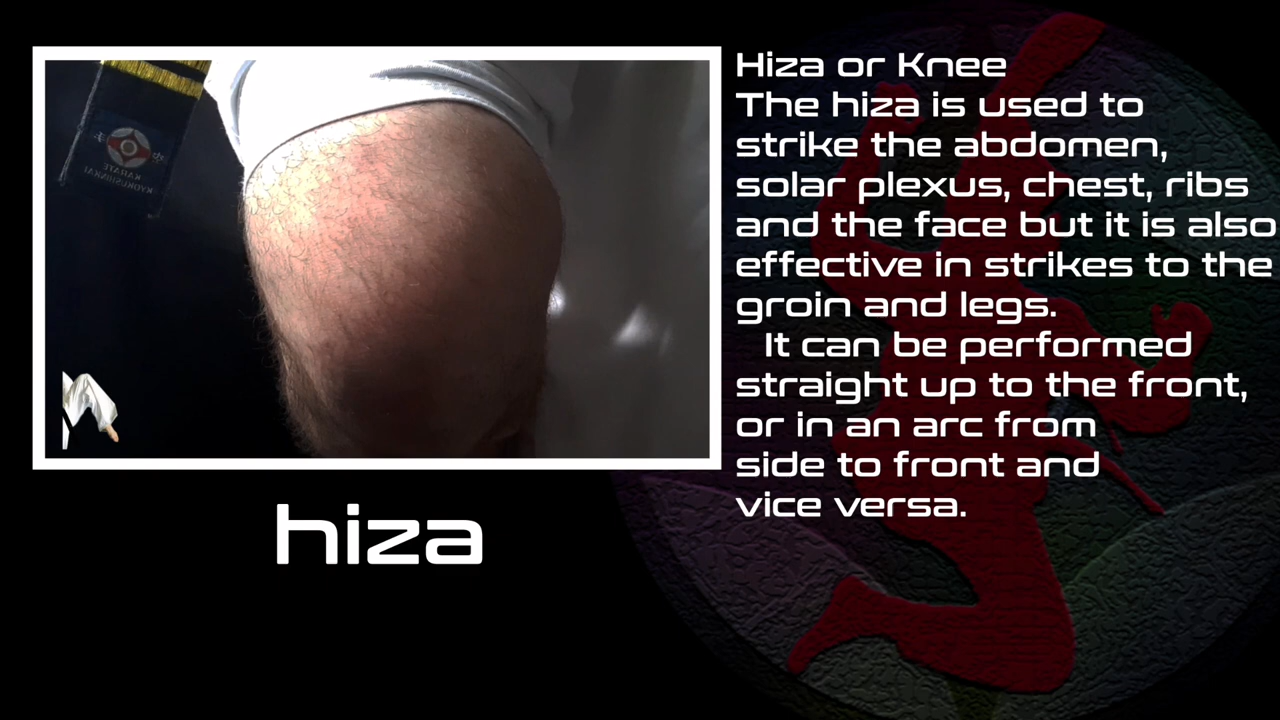 Hiza or Knee
The hiza is used to
strike the abdomen,
solar plexus, chest, ribs
and the face but it is also
effective in strikes to the
groin and legs.
It can be performed
straight up to the front,
or in an arc from
side to front and
vice versa.
KARATE
KYOKUSHINKAI
hiza